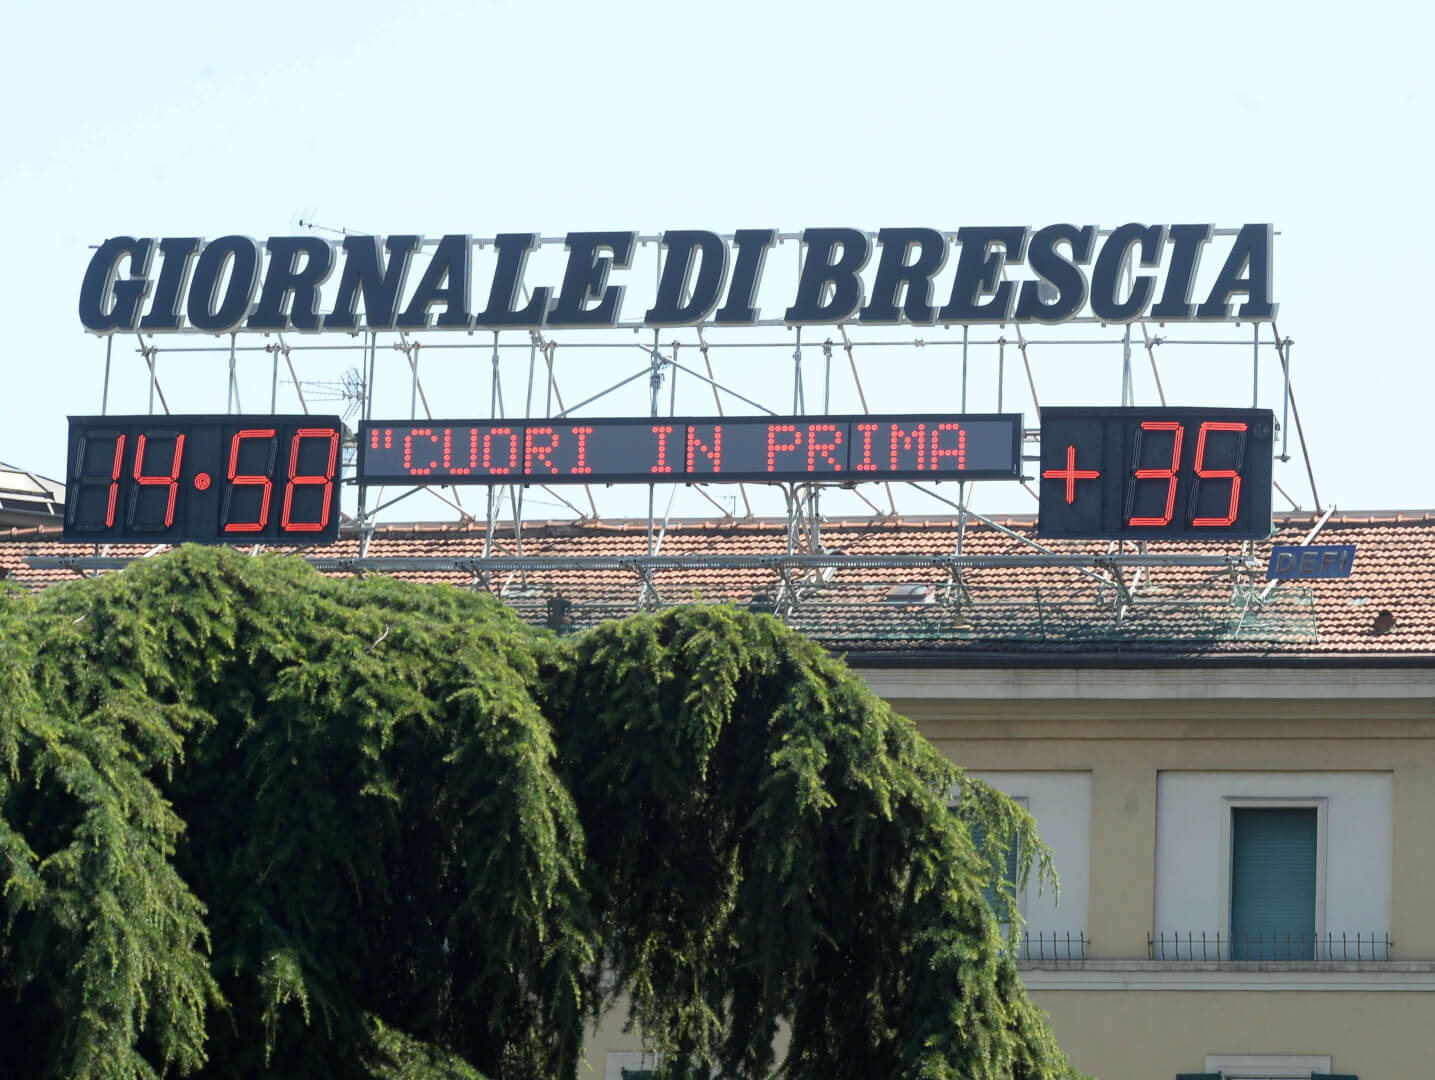 GIORNALE DI BRESCIA
14·58
"CUORI IN PRIMA
+35
DEFI